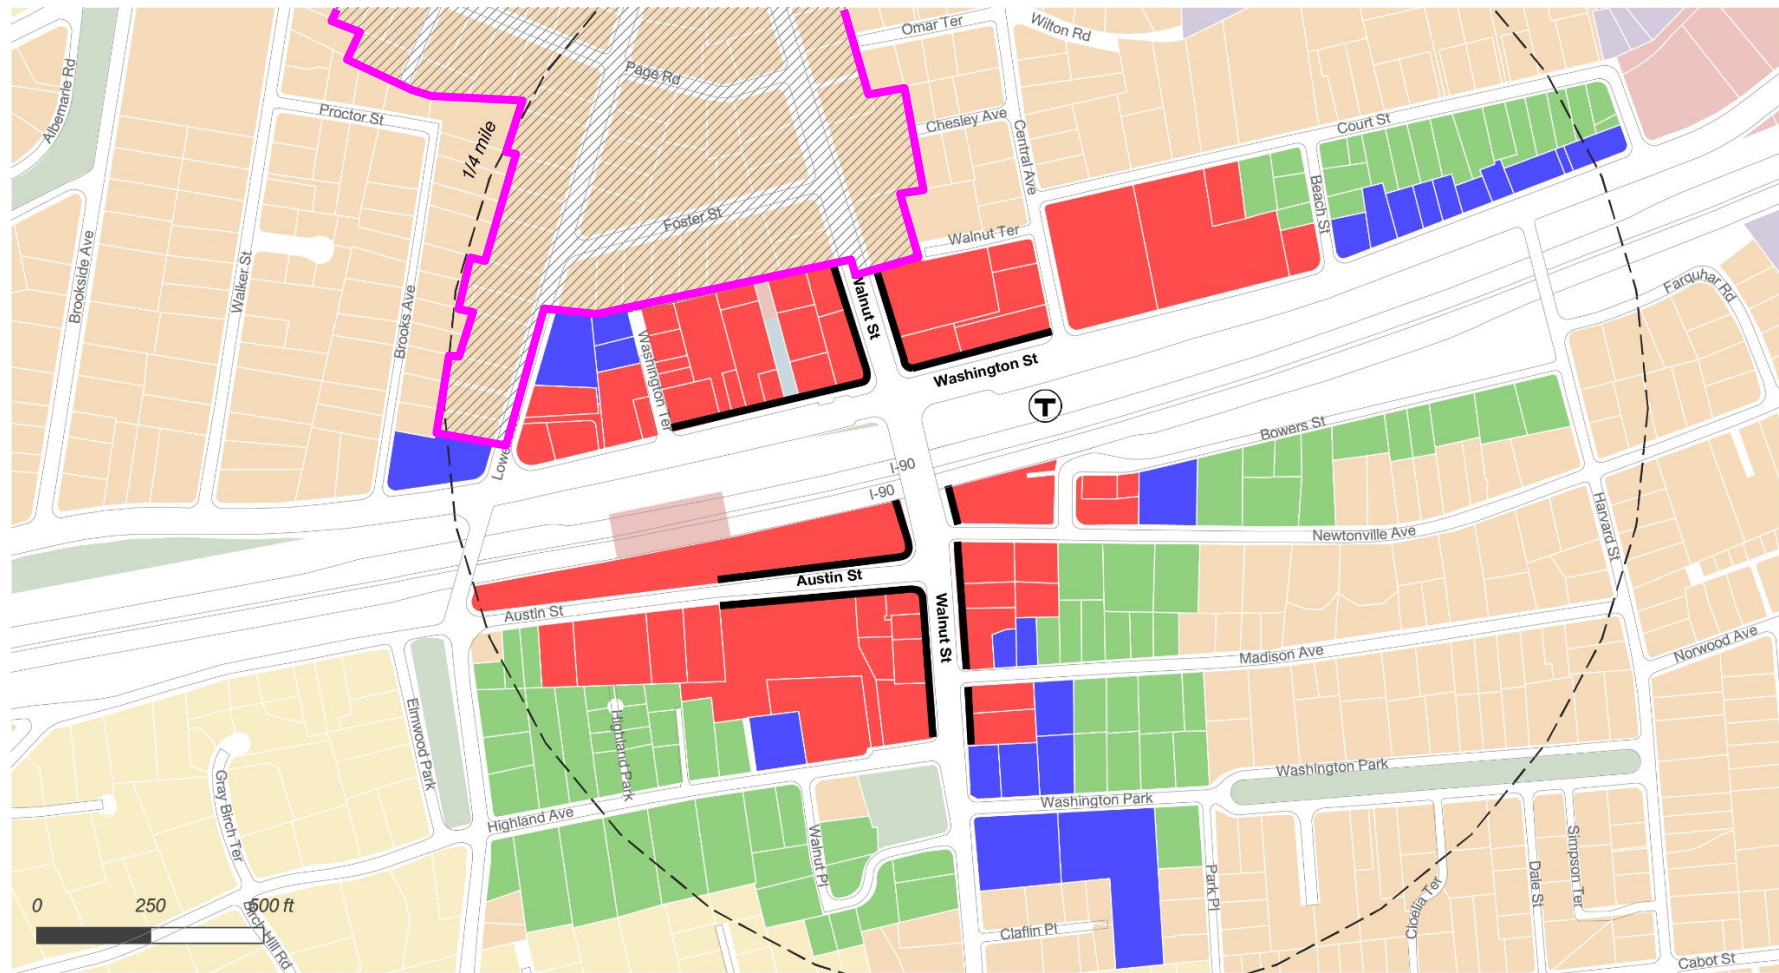 Omar Ter
Wilton Rd
Page Rd
Albemarle Rd
Proctor St
1/4 mile
Chesley Ave
Central Ave
Court St
Beach St
Foster St
Walnut Ter
Brookside Ave
Walker St
Brooks Ave
Walnut St
Washington Ter
Washington St
Farquhar Rd
T
Bowers St
I-90
I-90
Newtonville Ave
Harvard St
Austin St
Austin St
Walnut St
Madison Ave
Norwood Ave
Elmwood Park
Highland Park
Gray Birch Ter
Highland Ave
Walnut Pl
Washington Park
Washington Park
Park Pl
Cloelia Ter
Dale St
Simpson Ter
Claflin Pl
Cabot St
Birch Hill Rd
0 250 500 ft